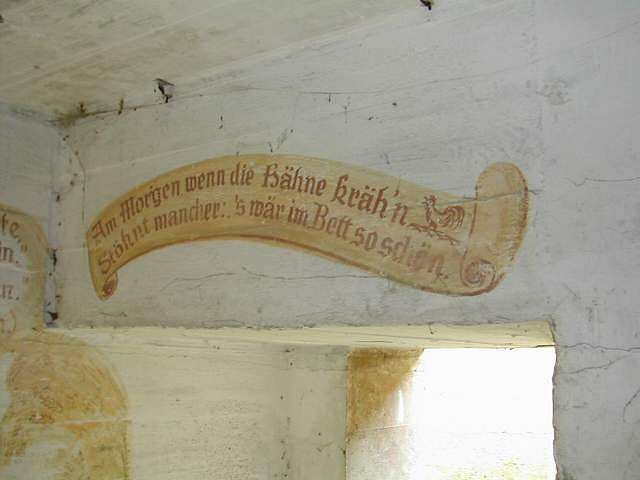 Am Morgen wenn die Hähne kräh'n
Stöhnt mancher: 's wär im Bett so schön.